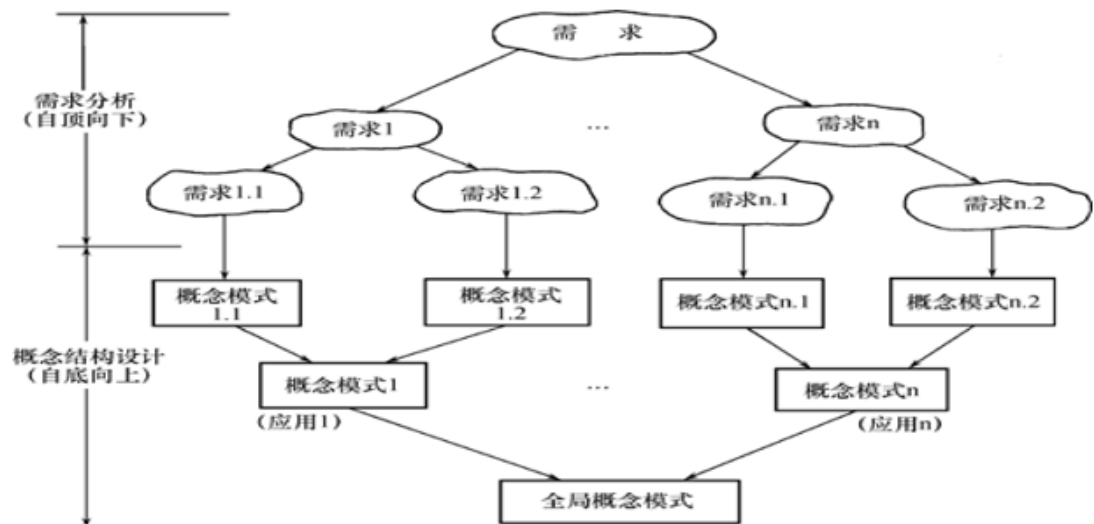 需 求
需求分析
(自顶向下)
需求1
…
需求n
需求1.1
需求1.2
需求n.1
需求n.2
概念模式
1.1
概念模式
1.2
概念模式n.1
概念模式n.2
概念结构设计
(自底向上)
概念模式1
…
概念模式n
(应用1)
(应用n)
全局概念模式